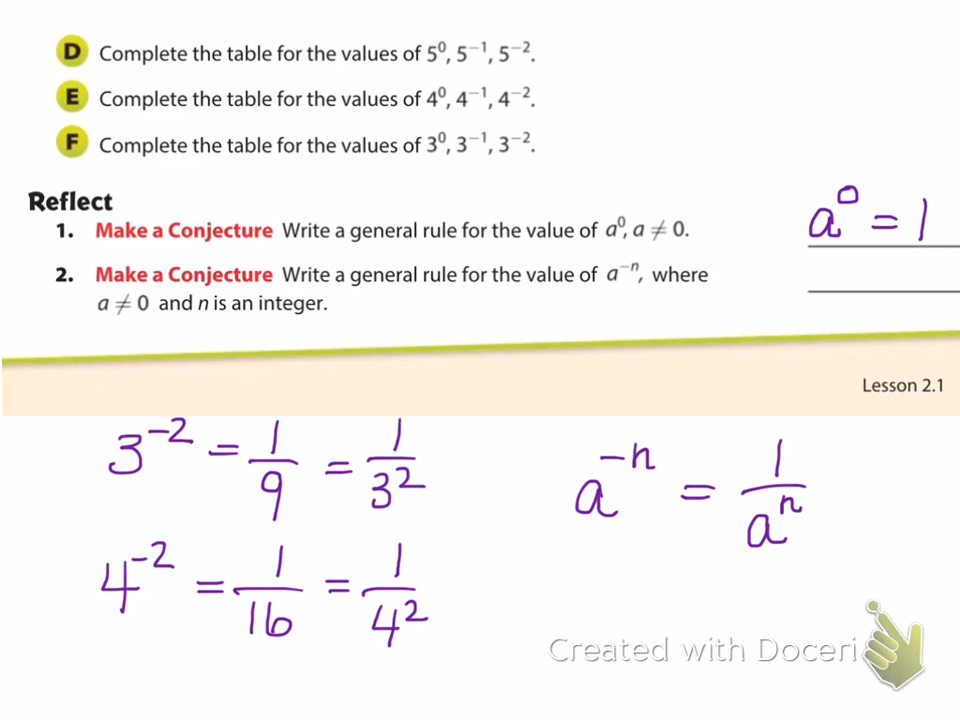 D Complete the table for the values of 5⁰, 5⁻¹, 5⁻².
E Complete the table for the values of 4⁰, 4⁻¹, 4⁻².
F Complete the table for the values of 3⁰, 3⁻¹, 3⁻².
Reflect
1. Make a Conjecture Write a general rule for the value of a⁰, a ≠ 0.
a⁰ = 1
2. Make a Conjecture Write a general rule for the value of a⁻ⁿ, where
a ≠ 0 and n is an integer.
Lesson 2.1
3⁻² = 1/9 = 1/3²
a⁻ⁿ = 1/aⁿ
4⁻² = 1/16 = 1/4²
Created with Doceri